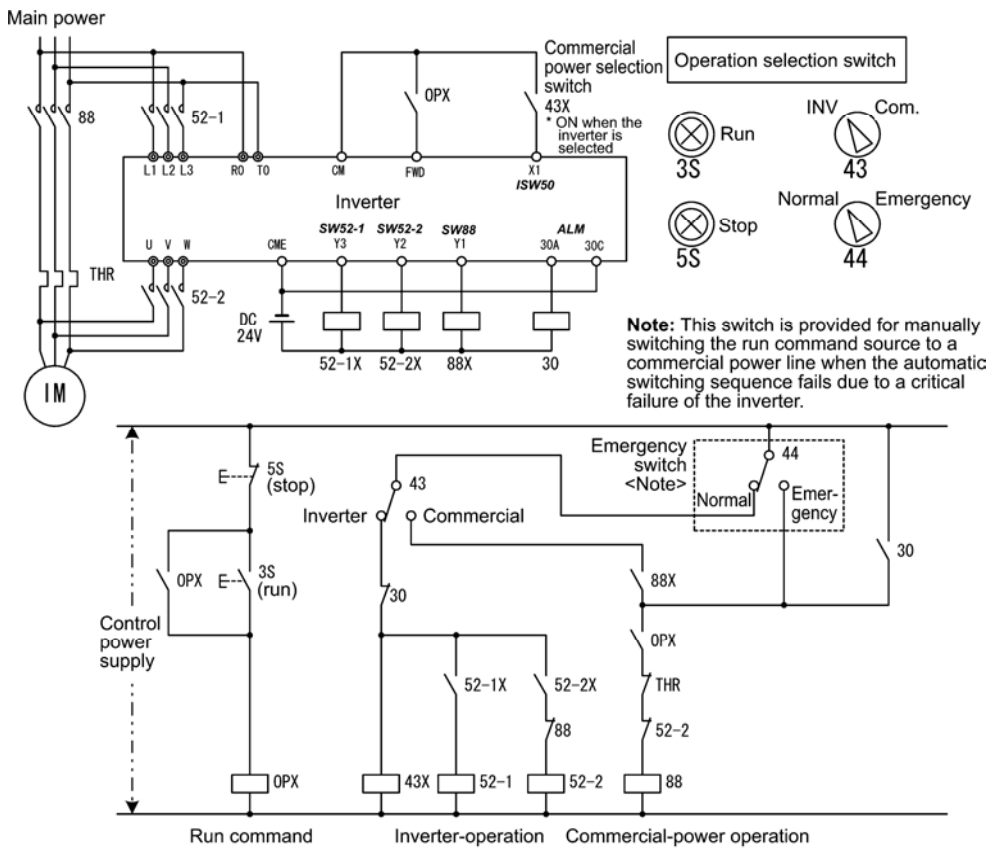 Main power
88
52-1
OPX
Commercial
power selection
switch
43X
* ON when the
inverter is
selected
Operation selection switch
Run
3S
INV Com.
43
Stop
5S
Normal Emergency
44
L1 L2 L3 R0 T0 CM FWD X1
ISW50
Inverter
SW52-1 SW52-2 SW88 ALM
U V W CME Y3 Y2 Y1 30A 30C
THR
52-2
DC
24V
52-1X 52-2X 88X 30
IM
Note: This switch is provided for manually
switching the run command source to a
commercial power line when the automatic
switching sequence fails due to a critical
failure of the inverter.
Control
power
supply
5S
(stop)
OPX
3S
(run)
OPX
Run command
43
Inverter Commercial
30
52-1X
52-2X
88
43X
52-1
52-2
Inverter-operation
Emergency
switch
<Note>
44
Normal
Emer-
gency
30
88X
OPX
THR
52-2
88
Commercial-power operation